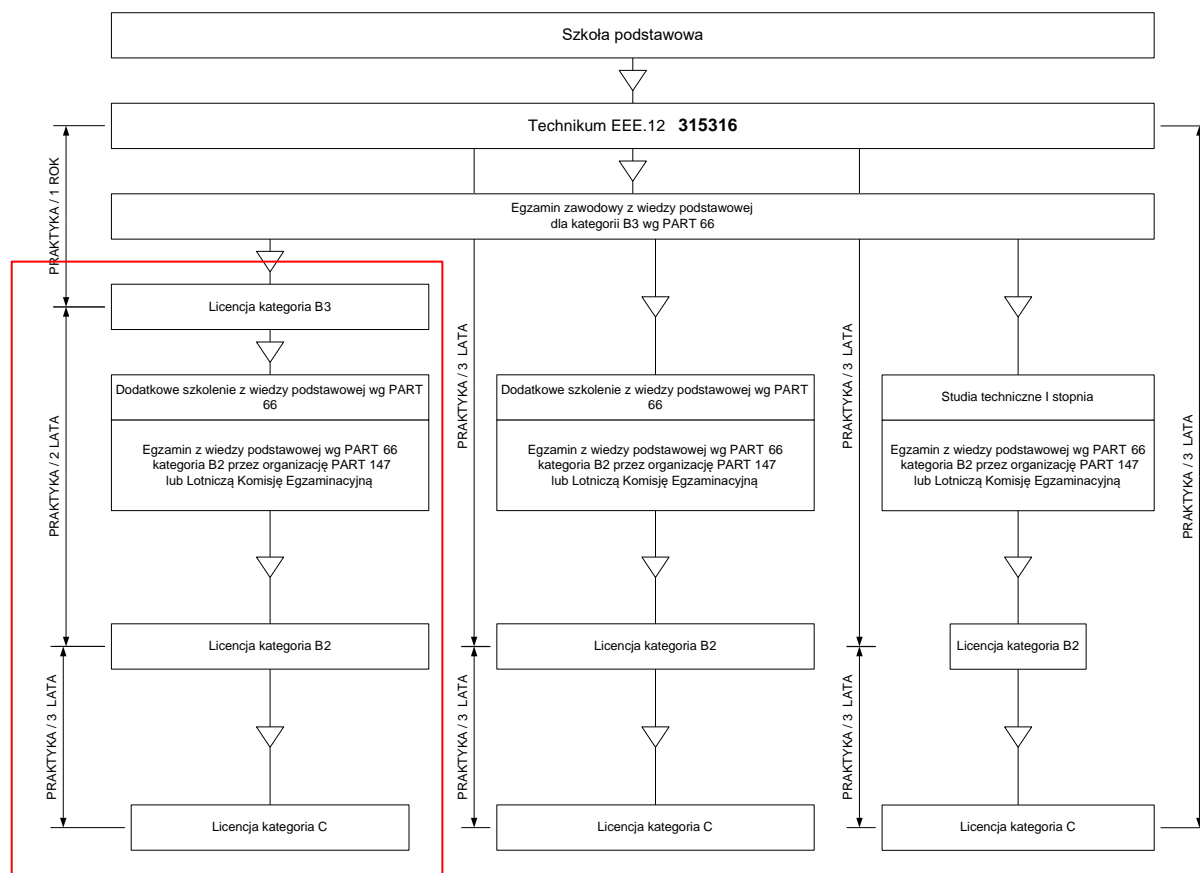 Szkoła podstawowa
Technikum EEE.12 315316
PRAKTYKA / 1 ROK
Egzamin zawodowy z wiedzy podstawowej
dla kategorii B3 wg PART 66
Licencja kategoria B3
PRAKTYKA / 2 LATA
Dodatkowe szkolenie z wiedzy podstawowej wg PART
66
Egzamin z wiedzy podstawowej wg PART 66
kategoria B2 przez organizację PART 147
lub Lotniczą Komisję Egzaminacyjną
Licencja kategoria B2
PRAKTYKA / 3 LATA
Licencja kategoria C
PRAKTYKA / 3 LATA
Dodatkowe szkolenie z wiedzy podstawowej wg PART
66
Egzamin z wiedzy podstawowej wg PART 66
kategoria B2 przez organizację PART 147
lub Lotniczą Komisję Egzaminacyjną
Licencja kategoria B2
PRAKTYKA / 3 LATA
Licencja kategoria C
PRAKTYKA / 3 LATA
Studia techniczne I stopnia
Egzamin z wiedzy podstawowej wg PART 66
kategoria B2 przez organizację PART 147
lub Lotniczą Komisję Egzaminacyjną
Licencja kategoria B2
PRAKTYKA / 3 LATA
Licencja kategoria C
PRAKTYKA / 3 LATA